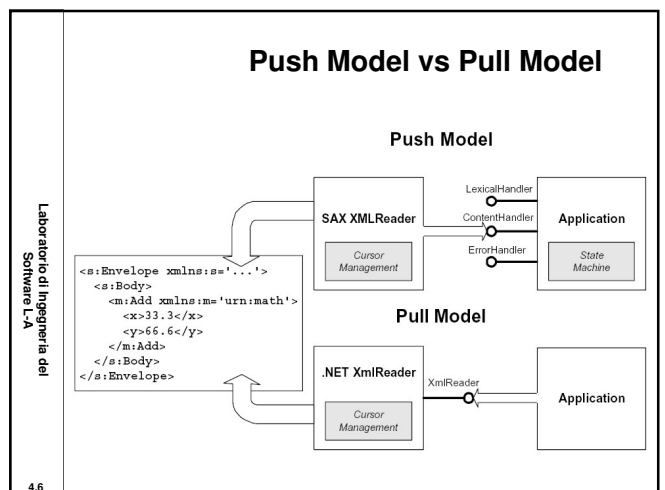 Push Model vs Pull Model
Laboratorio di Ingegneria del
Software L-A
Push Model
SAX XMLReader
Cursor
Management
LexicalHandler
ContentHandler
ErrorHandler
Application
State
Machine
<s:Envelope xmlns:s='...'>
<s:Body>
<m:Add xmlns:m='urn:math'>
<x>33.3</x>
<y>66.6</y>
</m:Add>
</s:Body>
</s:Envelope>
Pull Model
.NET XmlReader
Cursor
Management
XmlReader
Application
4.6